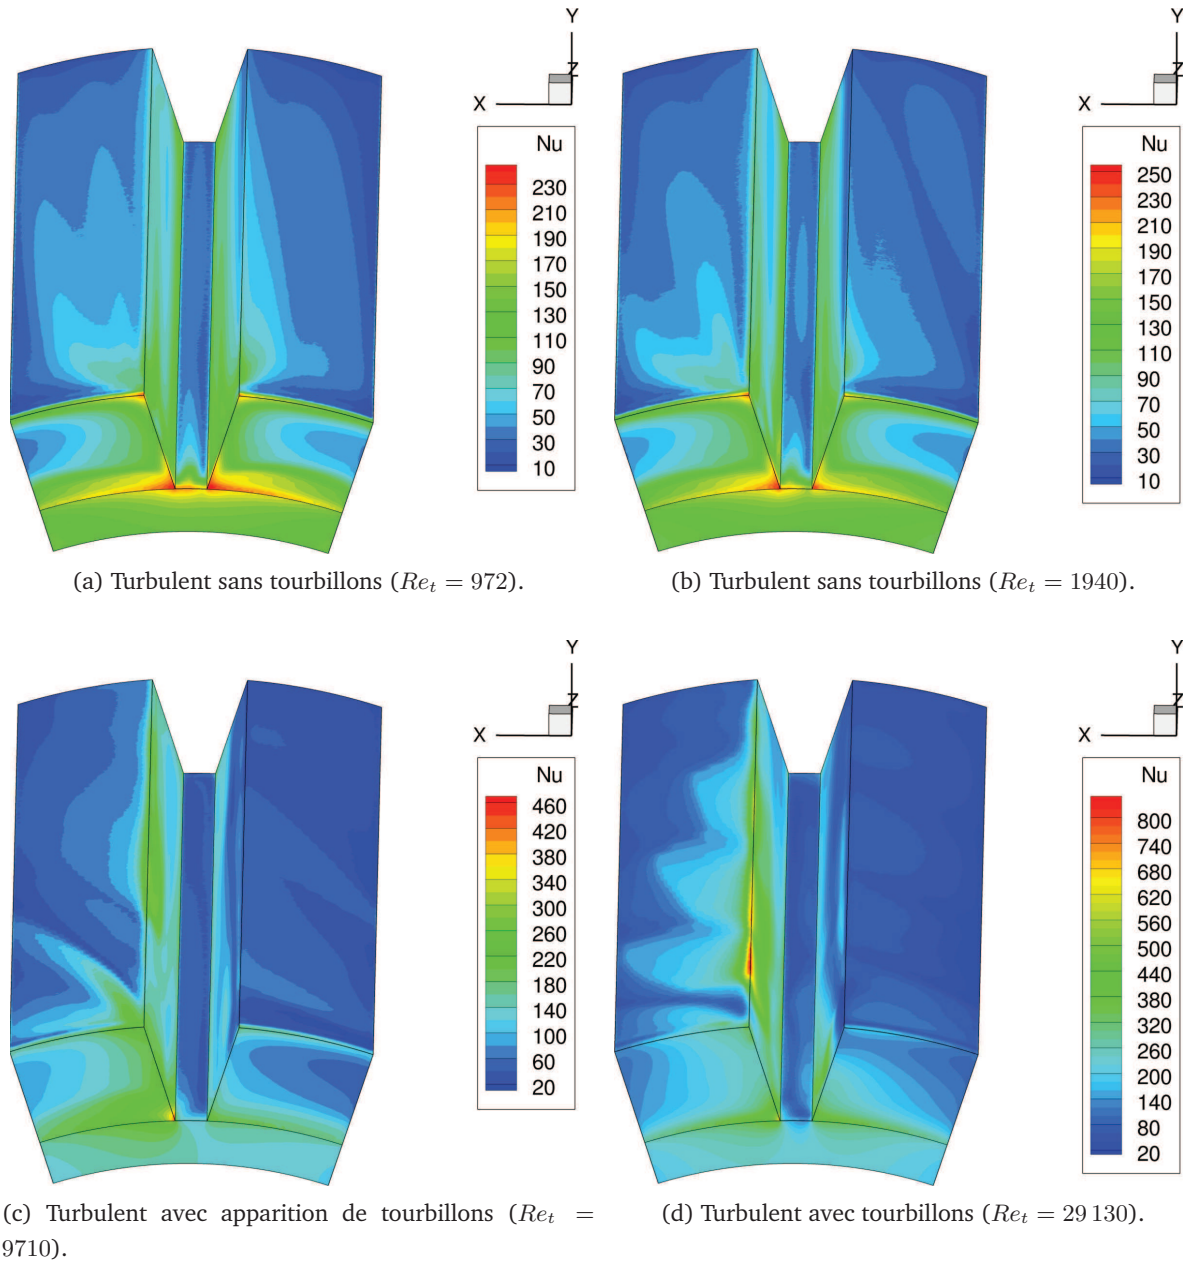 Y
Z
X
Nu
230
210
190
170
150
130
110
90
70
50
30
10
(a) Turbulent sans tourbillons (Re_t = 972).
Y
Z
X
Nu
250
230
210
190
170
150
130
110
90
70
50
30
10
(b) Turbulent sans tourbillons (Re_t = 1940).
Y
Z
X
Nu
460
420
380
340
300
260
220
180
140
100
60
20
(c) Turbulent avec apparition de tourbillons (Re_t =
9710).
Y
Z
X
Nu
800
740
680
620
560
500
440
380
320
260
200
140
80
20
(d) Turbulent avec tourbillons (Re_t = 29 130).